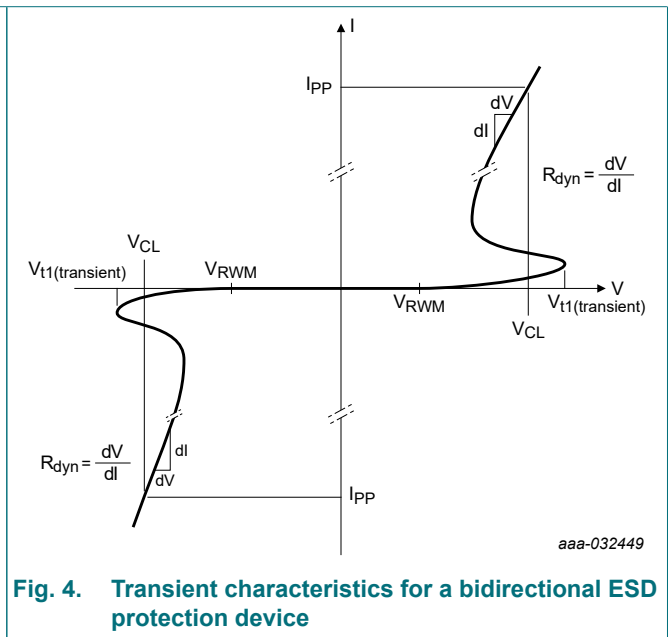 I
IPP
dV
dI
Rdyn = dV/dI
VCL
Vt1(transient)
VRWM
VRWM
V
Vt1(transient)
VCL
Rdyn = dV/dI
dI
dV
IPP
aaa-032449
Fig. 4. Transient characteristics for a bidirectional ESD
protection device